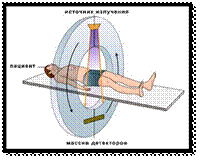 источник излучения
пациент
массив детекторов